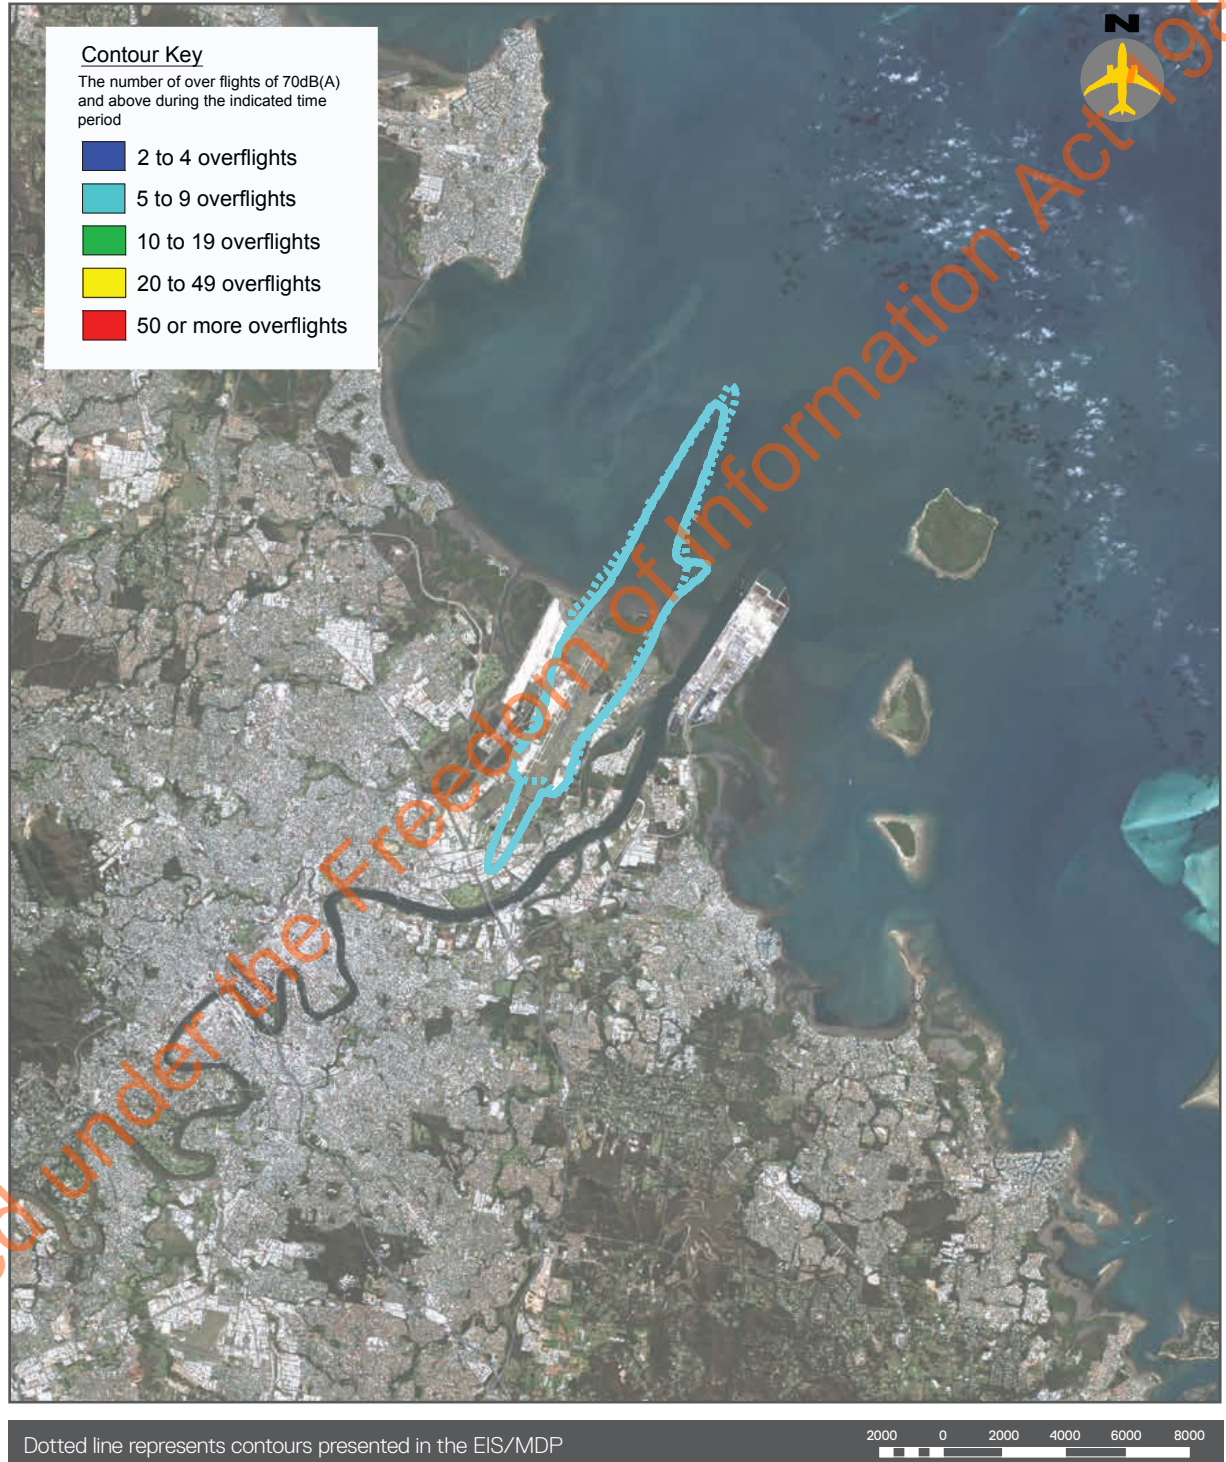 Contour Key
The number of over flights of 70dB(A)
and above during the indicated time
period
2 to 4 overflights
5 to 9 overflights
10 to 19 overflights
20 to 49 overflights
50 or more overflights
N
under the Freedom of Information Act
Dotted line represents contours presented in the EIS/MDP
2000 0 2000 4000 6000 8000